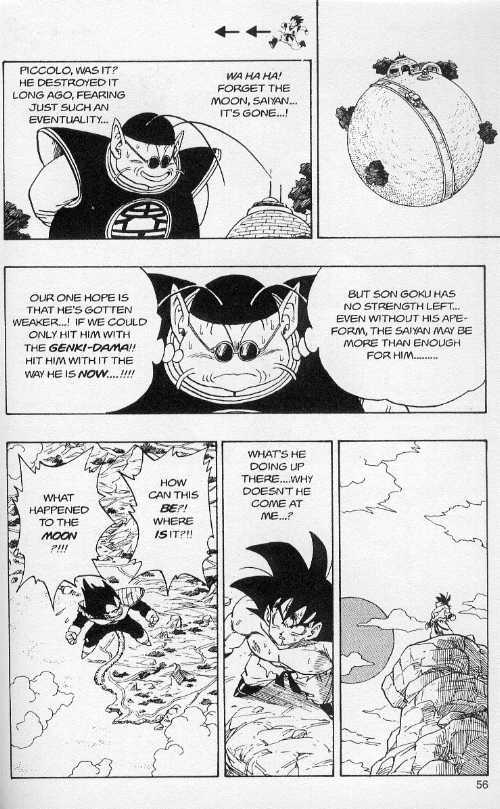 WA HA HA!
FORGET THE
MOON, SAIYAN...
IT'S GONE...!
PICCOLO, WAS IT?
HE DESTROYED IT
LONG AGO, FEARING
JUST SUCH AN
EVENTUALITY...
BUT SON GOKU HAS
NO STRENGTH LEFT...
EVEN WITHOUT HIS APE-
FORM, THE SAIYAN MAY BE
MORE THAN ENOUGH
FOR HIM.........
OUR ONE HOPE IS
THAT HE'S GOTTEN
WEAKER...! IF WE COULD
ONLY HIT HIM WITH
THE GENKI-DAMA!!
HIT HIM WITH IT THE
WAY HE IS NOW....!!!!
WHAT'S HE
DOING UP
THERE....WHY
DOESN'T HE
COME AT
ME...?
HOW
CAN THIS
BE?!
WHERE
IS IT?!!
WHAT
HAPPENED
TO THE
MOON
?!!!
56